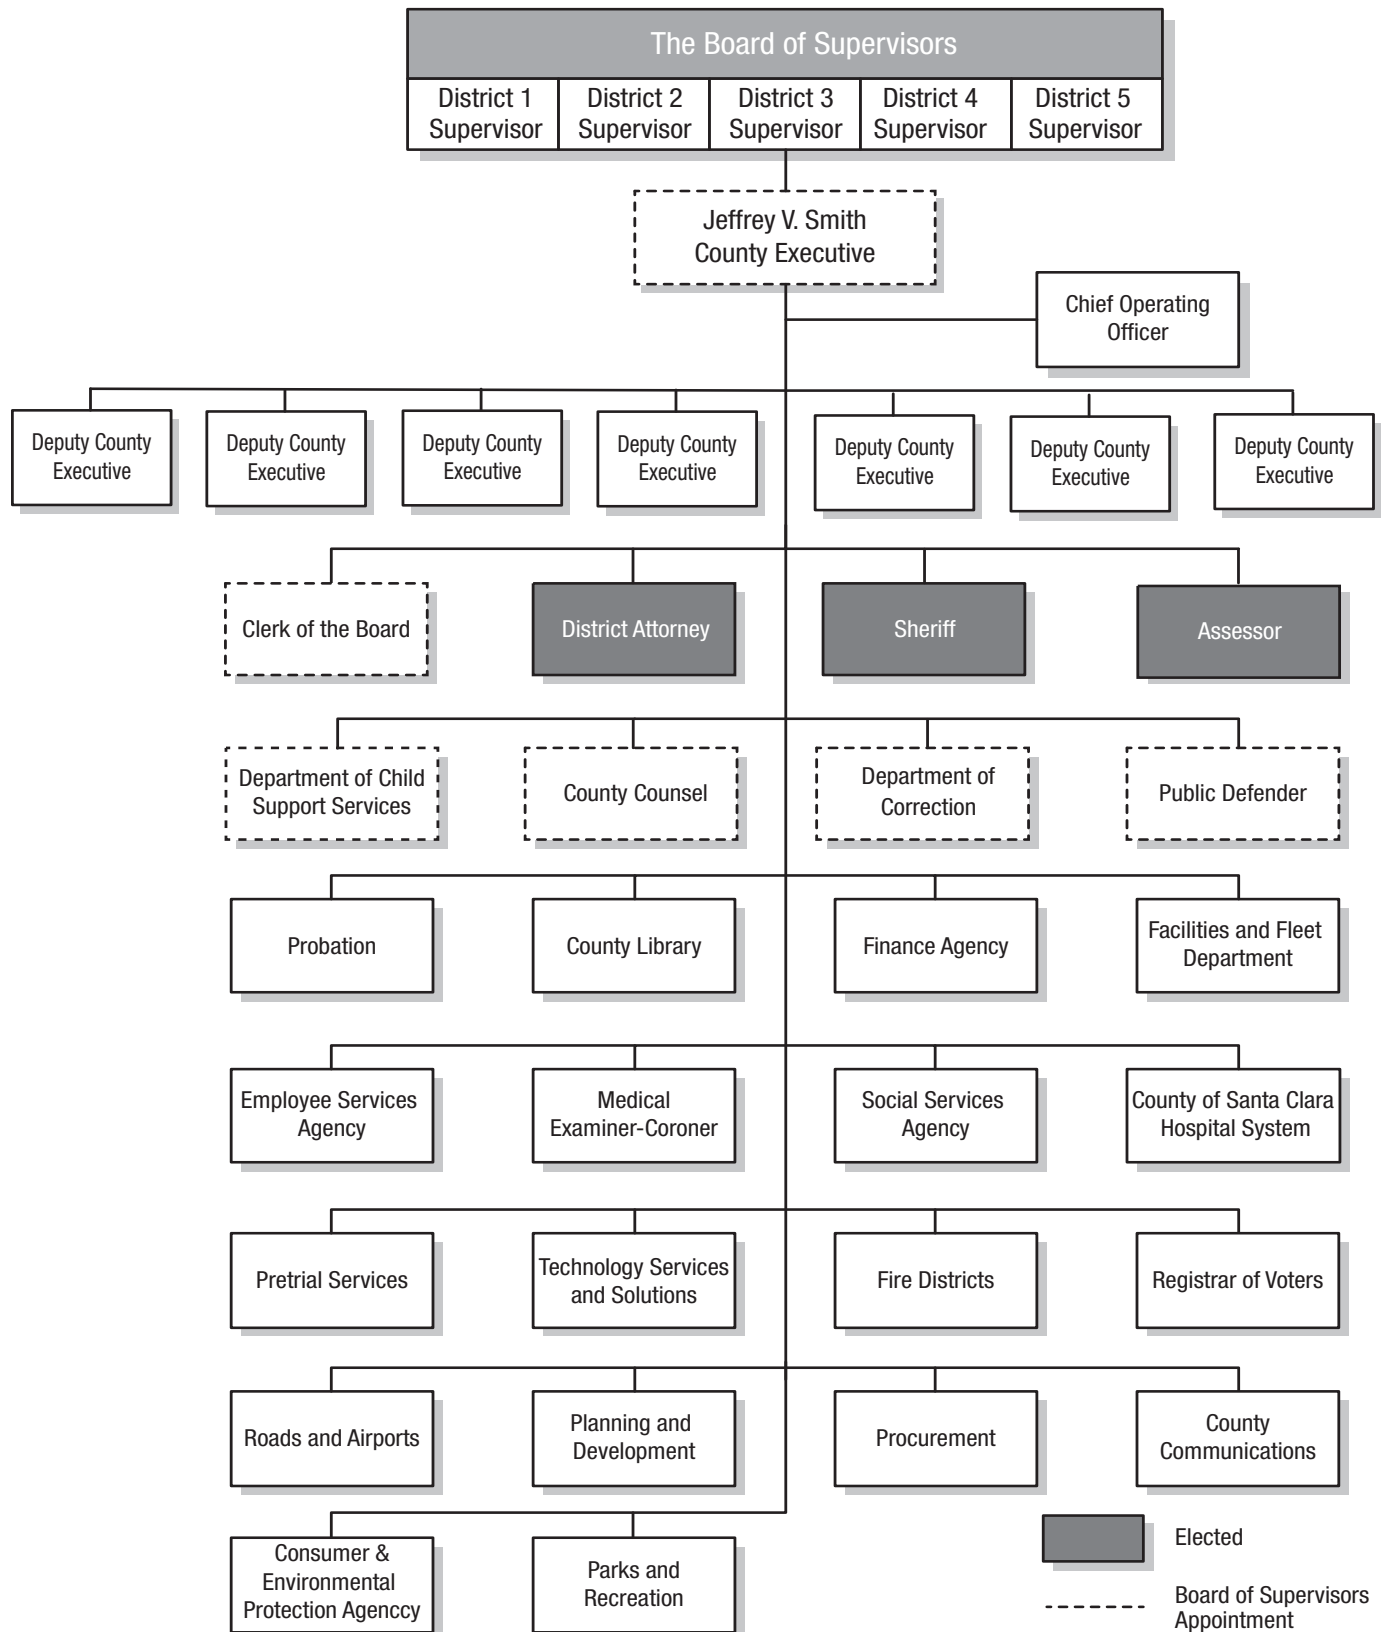 The Board of Supervisors
District 1
Supervisor
District 2
Supervisor
District 3
Supervisor
District 4
Supervisor
District 5
Supervisor
Jeffrey V. Smith
County Executive
Chief Operating
Officer
Deputy County
Executive
Deputy County
Executive
Deputy County
Executive
Deputy County
Executive
Deputy County
Executive
Deputy County
Executive
Deputy County
Executive
Clerk of the Board
District Attorney
Sheriff
Assessor
Department of Child
Support Services
County Counsel
Department of
Correction
Public Defender
Probation
County Library
Finance Agency
Facilities and Fleet
Department
Employee Services
Agency
Medical
Examiner-Coroner
Social Services
Agency
County of Santa Clara
Hospital System
Pretrial Services
Technology Services
and Solutions
Fire Districts
Registrar of Voters
Roads and Airports
Planning and
Development
Procurement
County
Communications
Consumer &
Environmental
Protection Agenccy
Parks and
Recreation
Elected
Board of Supervisors
Appointment